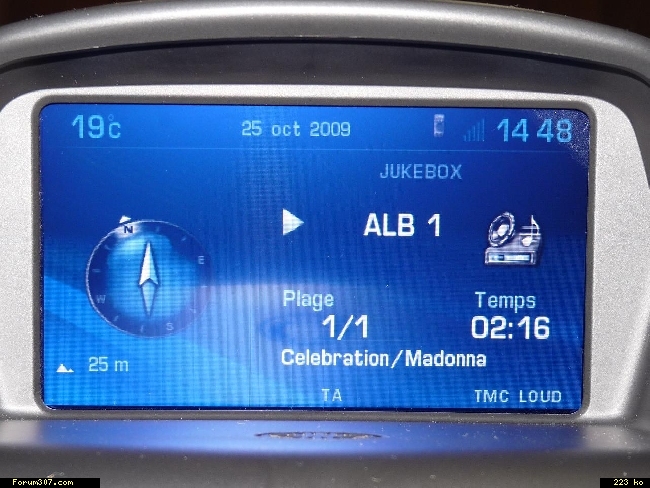 19°C 25 oct 2009 14 48
JUKEBOX
ALB 1
N
E
W
S
Plage Temps
1/1 02:16
Celebration/Madonna
25 m
TA TMC LOUD
Forum307.com 223 ko